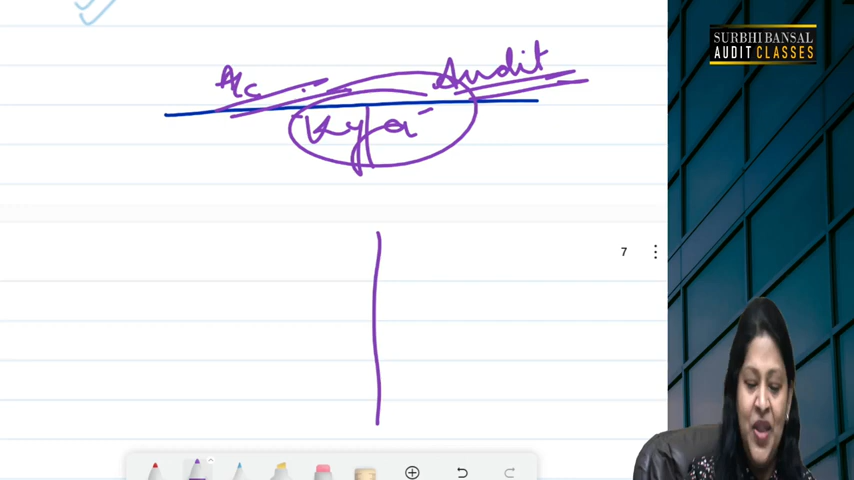 SURBHI BANSAL
AUDIT CLASSES
A/c Audit
Kya
7